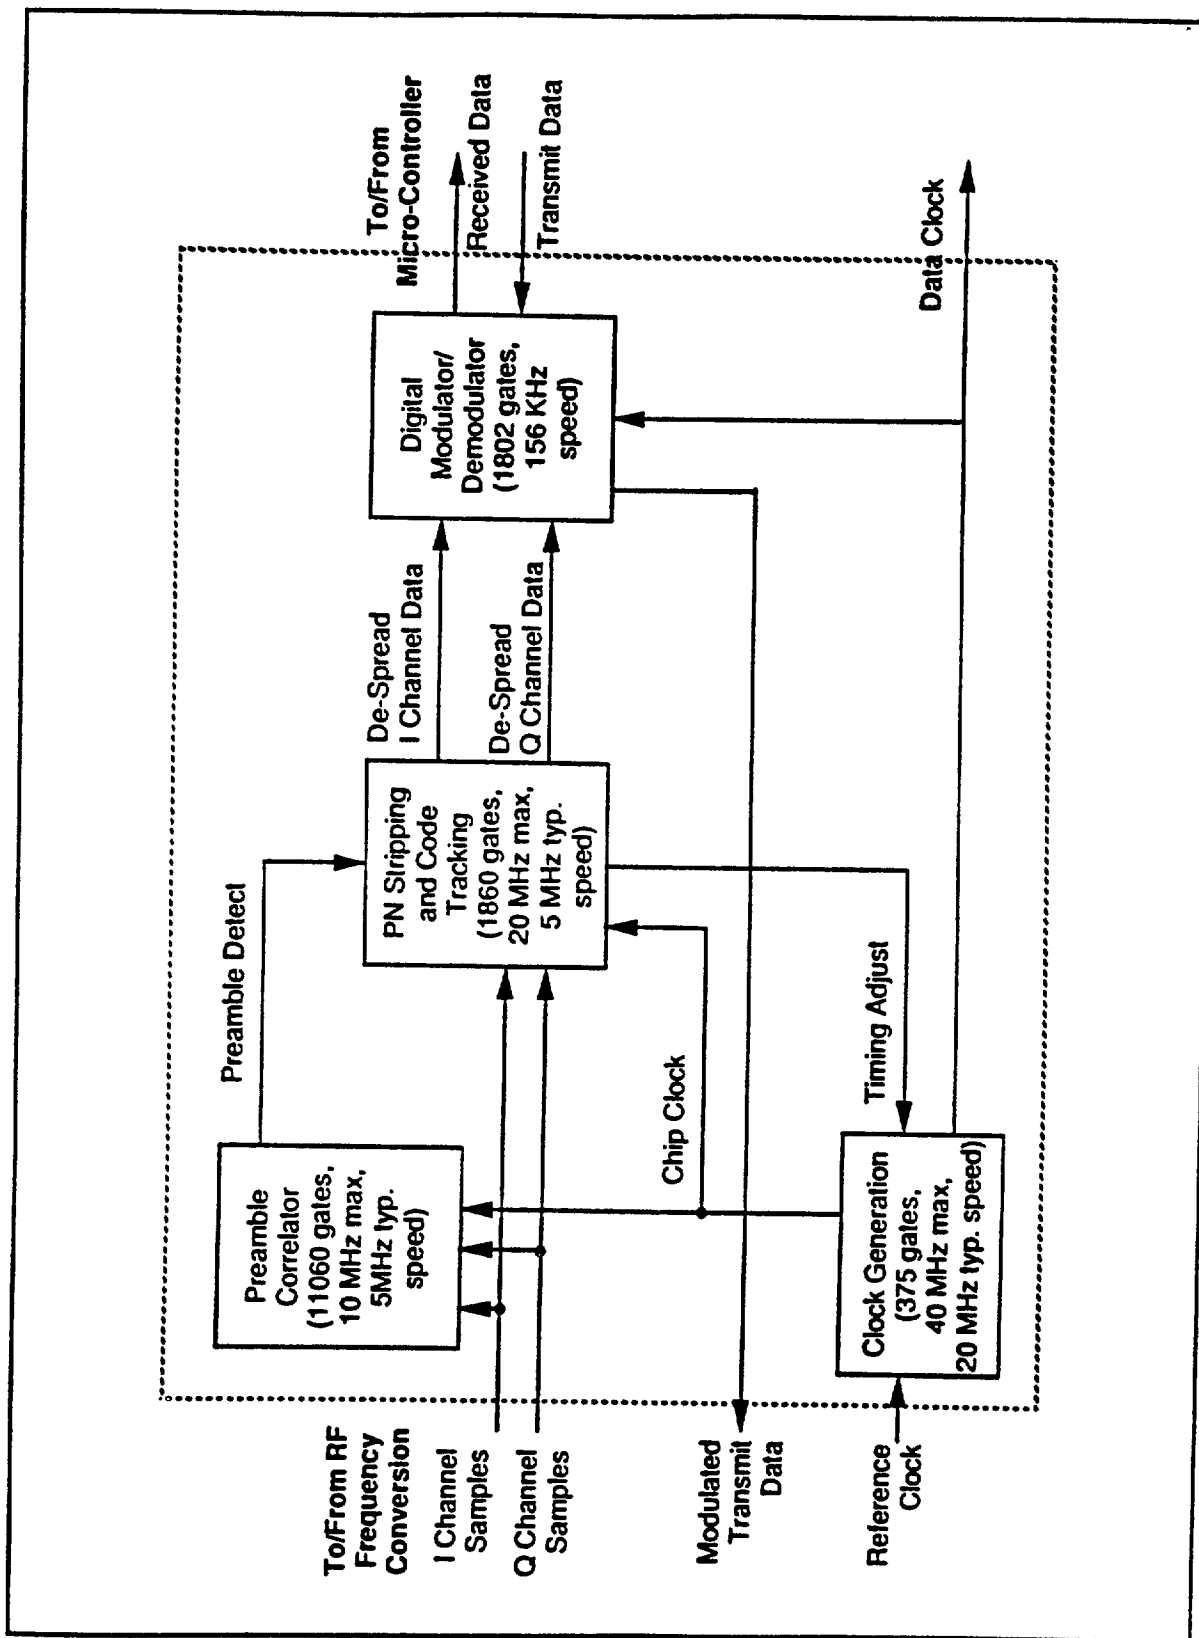 To/From RF
Frequency
Conversion
I Channel
Samples
Q Channel
Samples
Modulated
Transmit
Data
Reference
Clock
Preamble
Correlator
(11060 gates,
10 MHz max,
5MHz typ.
speed)
Preamble Detect
Chip Clock
Clock Generation
(375 gates,
40 MHz max,
20 MHz typ. speed)
Timing Adjust
PN Stripping
and Code
Tracking
(1860 gates,
20 MHz max,
5 MHz typ.
speed)
De-Spread
I Channel Data
De-Spread
Q Channel Data
Digital
Modulator/
Demodulator
(1802 gates,
156 KHz
speed)
To/From
Micro-Controller
Received Data
Transmit Data
Data Clock